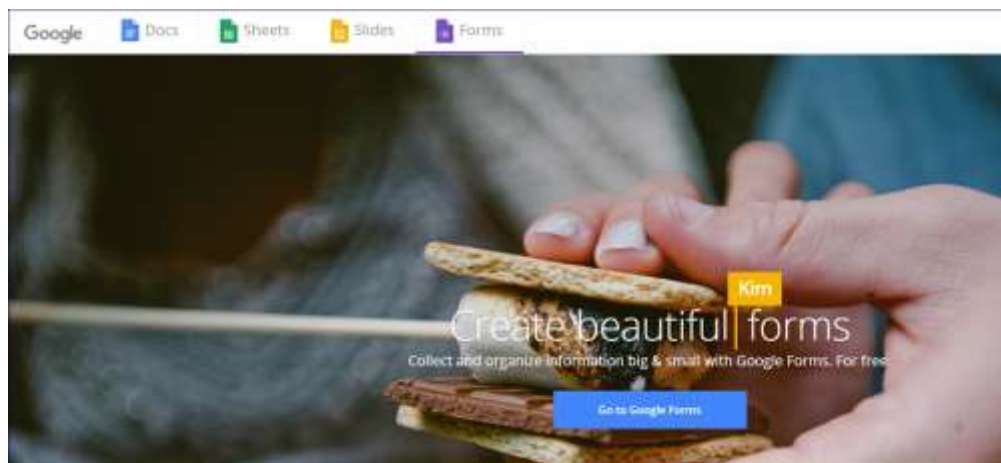 Google Docs Sheets Slides Forms
Kim
Create beautiful forms
Collect and organize information big & small with Google Forms. For free.
Go to Google Forms